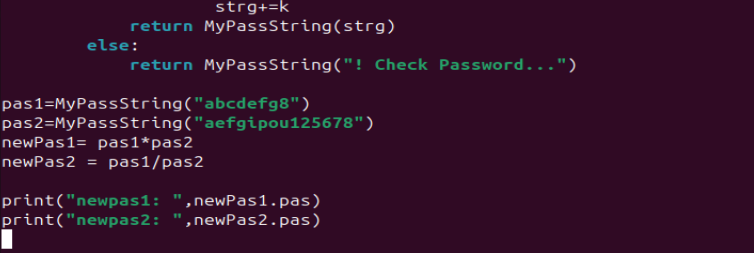 strg+=k
return MyPassString(strg)
else:
return MyPassString("! Check Password...")
pas1=MyPassString("abcdefg8")
pas2=MyPassString("aefgipou125678")
newPas1= pas1*pas2
newPas2 = pas1/pas2
print("newpas1: ",newPas1.pas)
print("newpas2: ",newPas2.pas)